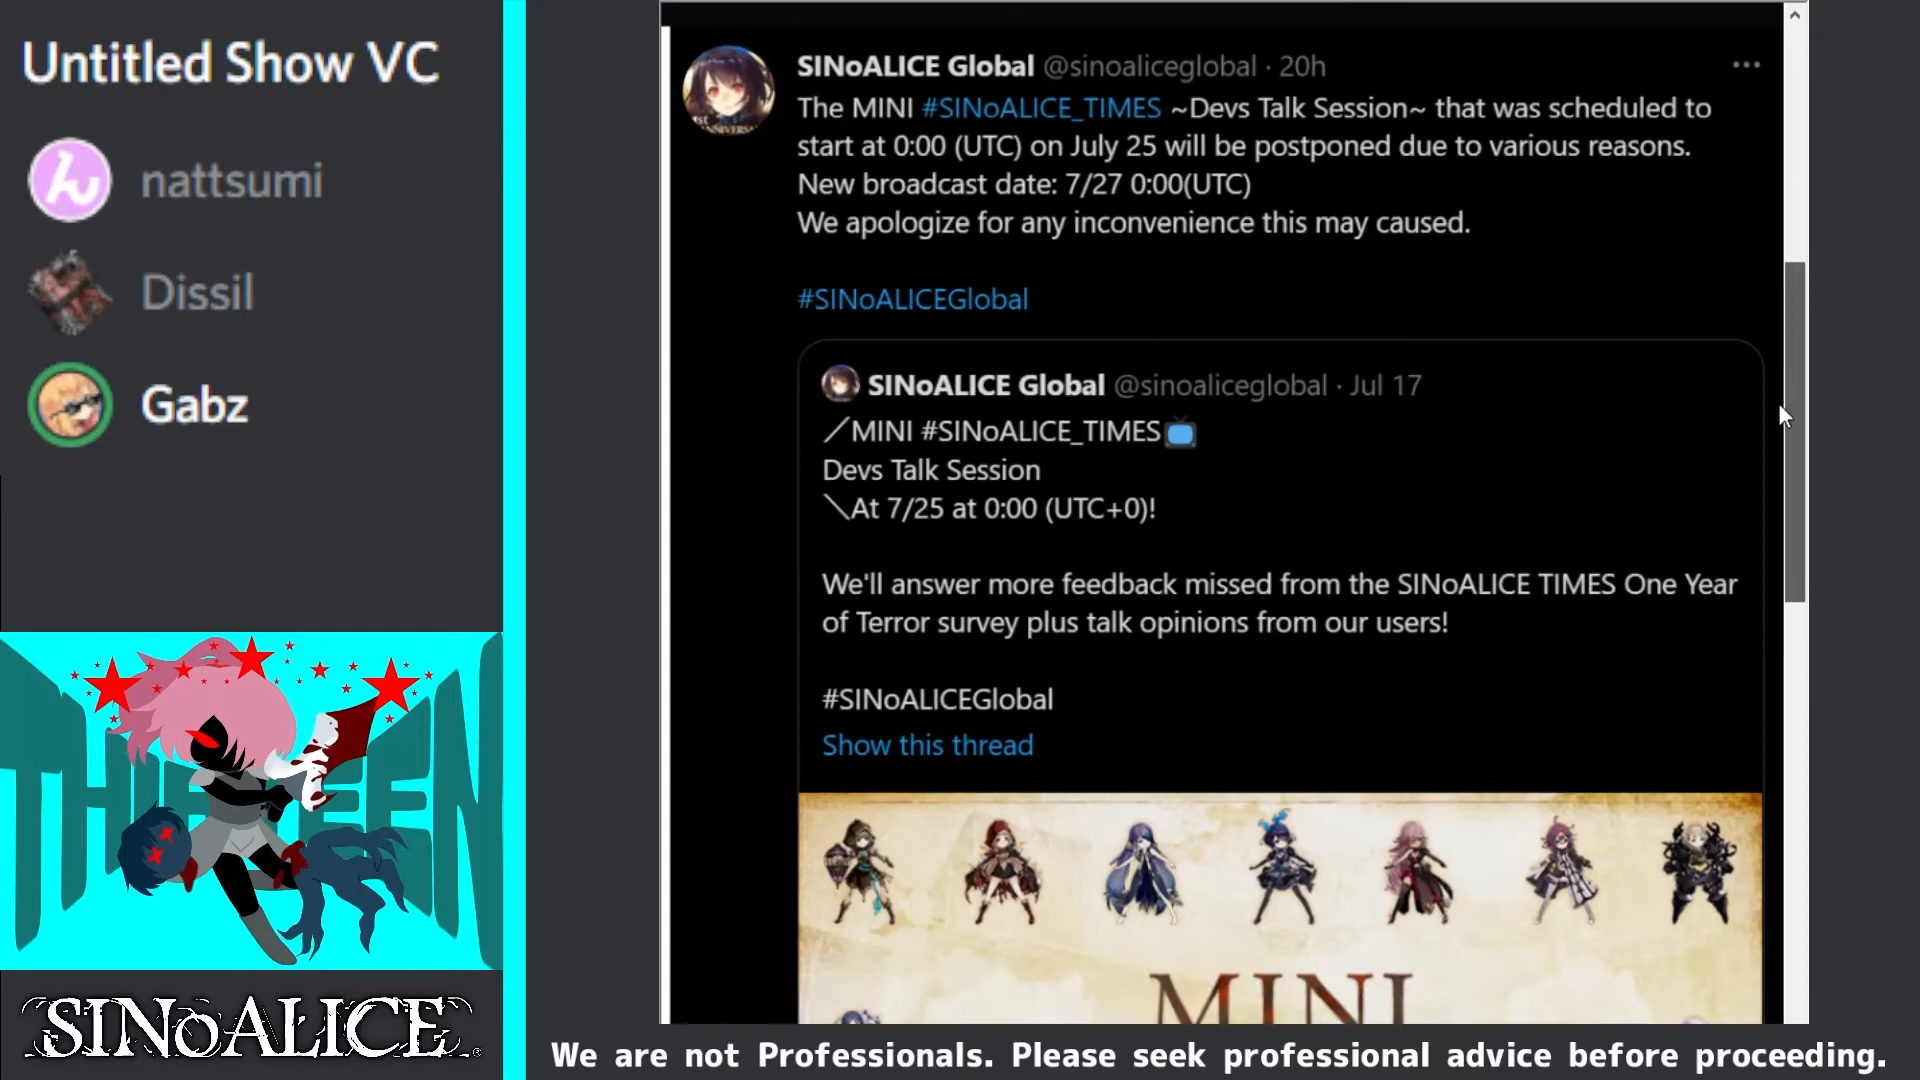 Untitled Show VC
nattsumi
Dissil
Gabz
THIRTEEN
SINoALICE
SINoALICE Global @sinoaliceglobal · 20h
The MINI #SINoALICE_TIMES ~Devs Talk Session~ that was scheduled to
start at 0:00 (UTC) on July 25 will be postponed due to various reasons.
New broadcast date: 7/27 0:00(UTC)
We apologize for any inconvenience this may caused.
#SINoALICEGlobal
SINoALICE Global @sinoaliceglobal · Jul 17
／MINI #SINoALICE_TIMES📺
Devs Talk Session
＼At 7/25 at 0:00 (UTC+0)!
We'll answer more feedback missed from the SINoALICE TIMES One Year
of Terror survey plus talk opinions from our users!
#SINoALICEGlobal
Show this thread
MINI
We are not Professionals. Please seek professional advice before proceeding.